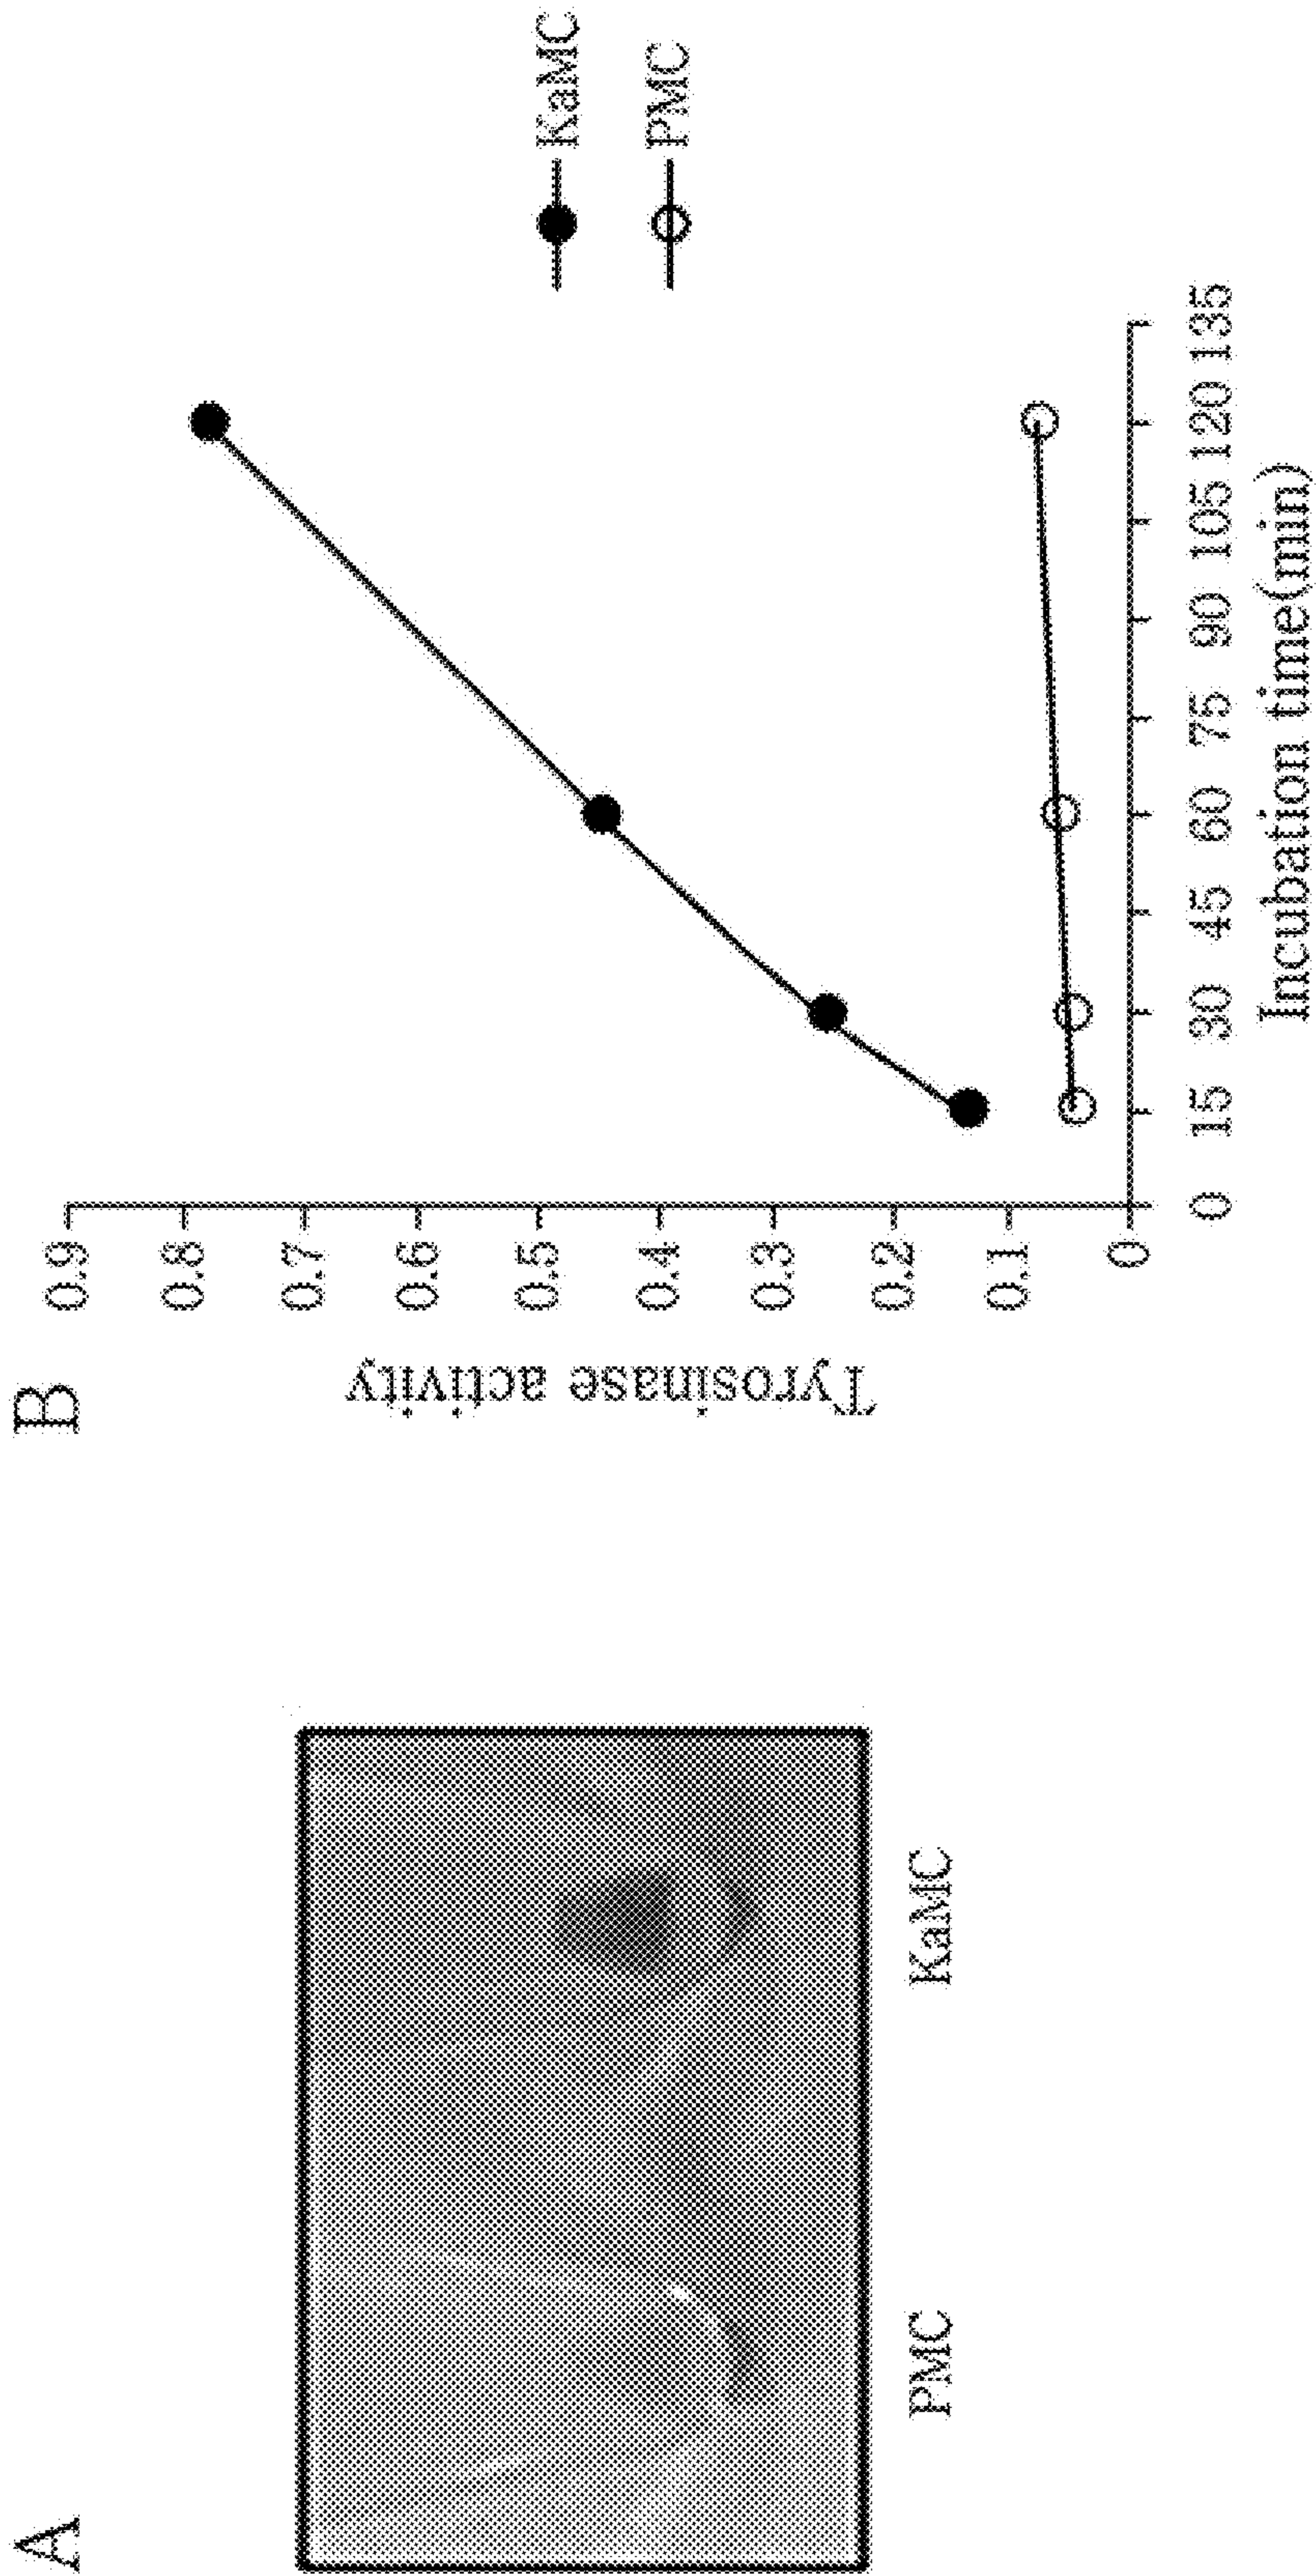 A
PMC
KaMC
B
Tyrosinase activity
0.9
0.8
0.7
0.6
0.5
0.4
0.3
0.2
0.1
0
0 15 30 45 60 75 90 105 120 135
Incubation time(min)
KaMC
PMC